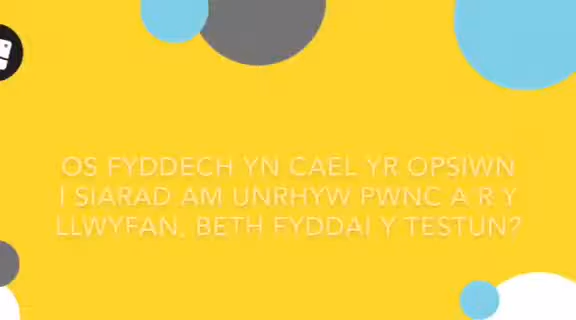 OS FYDDECH YN CAEL YR OPSIWN
I SIARAD AM UNRHYW PWNC A R Y
LLWYFAN, BETH FYDDAI Y TESTUN?